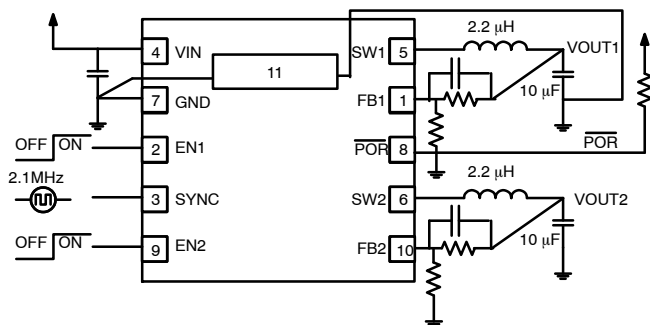 4 VIN
11
7 GND
OFF ON
2 EN1
2.1MHz
3 SYNC
OFF ON
9 EN2
SW1 5
2.2 μH
VOUT1
FB1 1
10 μF
POR 8
POR
2.2 μH
SW2 6
VOUT2
FB2 10
10 μF